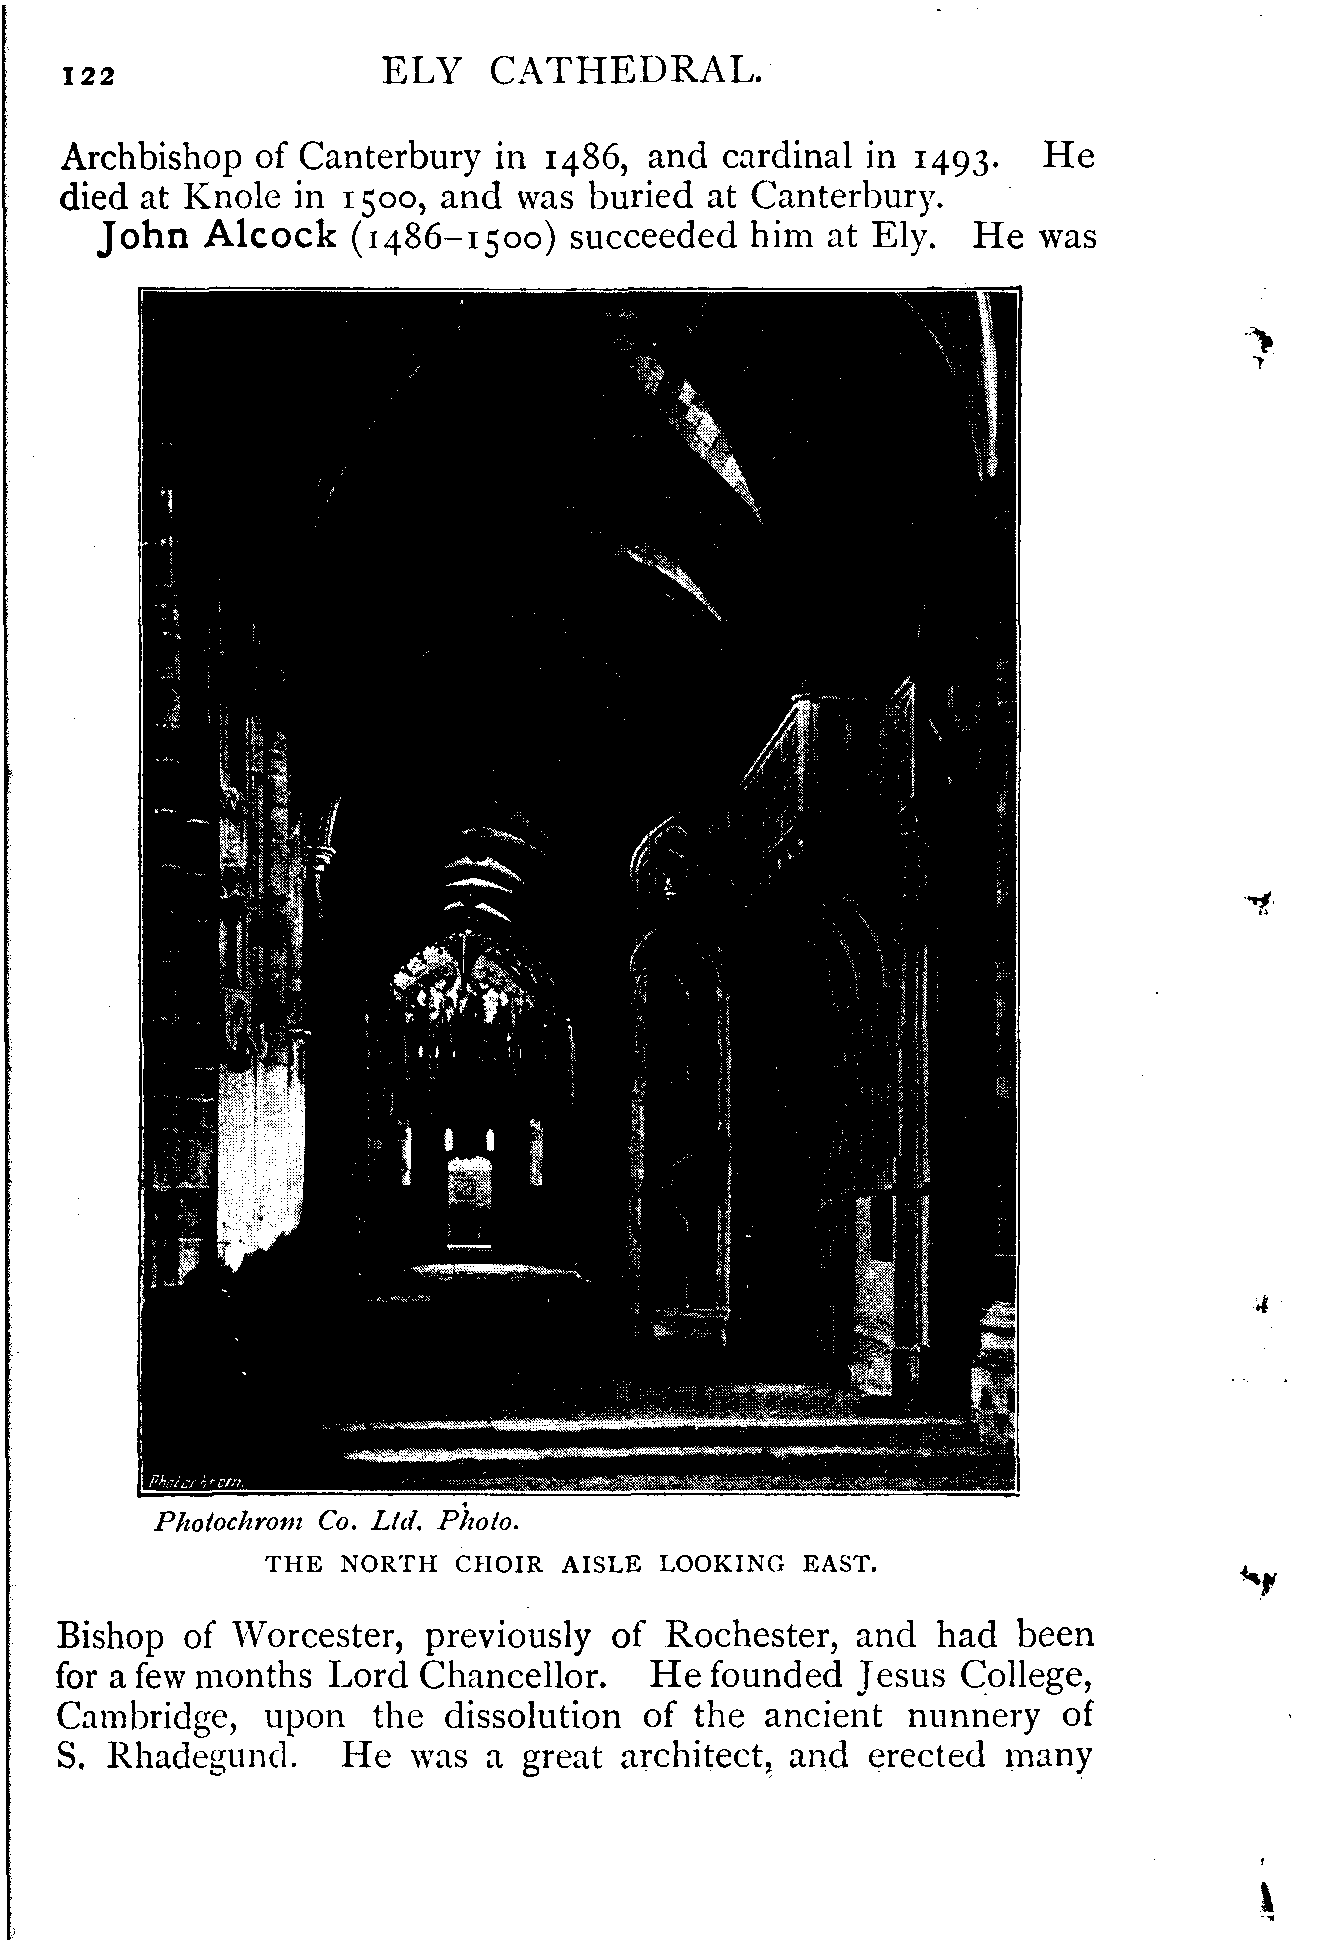 122 ELY CATHEDRAL.
Archbishop of Canterbury in 1486, and cardinal in 1493. He
died at Knole in 1500, and was buried at Canterbury.
John Alcock (1486–1500) succeeded him at Ely. He was
Photochrom.
Photochrom Co. Ltd. Photo.
THE NORTH CHOIR AISLE LOOKING EAST.
Bishop of Worcester, previously of Rochester, and had been
for a few months Lord Chancellor. He founded Jesus College,
Cambridge, upon the dissolution of the ancient nunnery of
S. Rhadegund. He was a great architect, and erected many